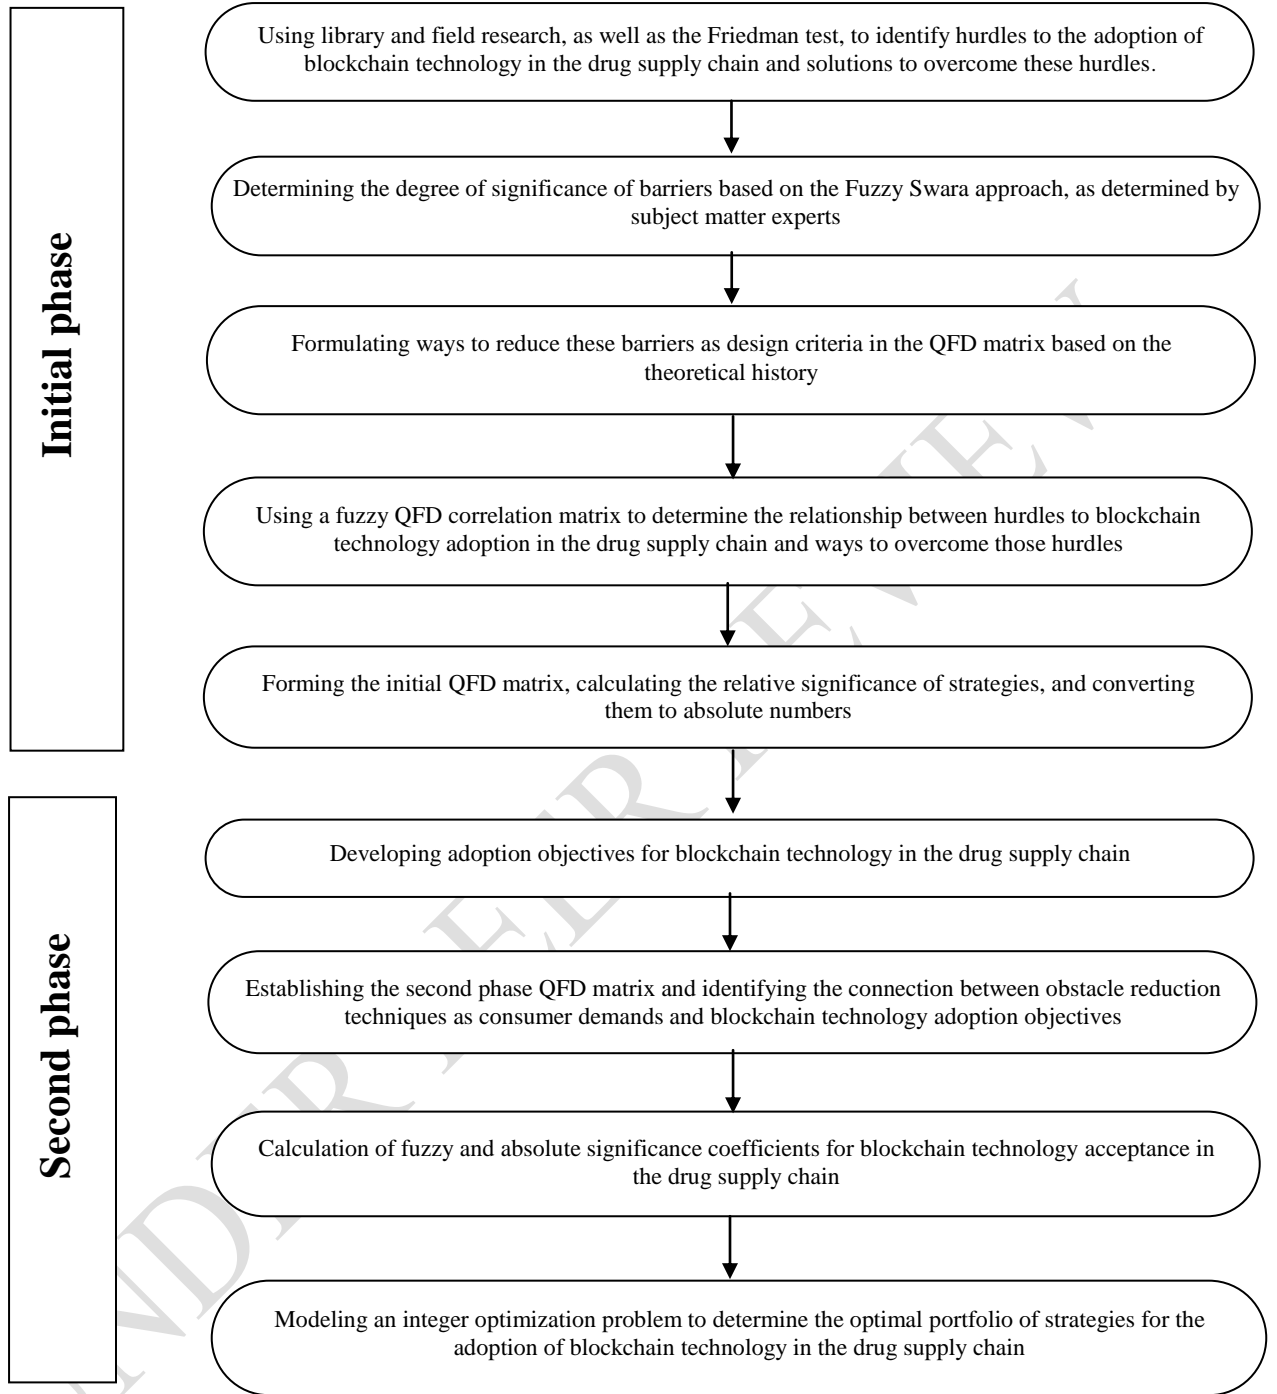 Initial phase
Using library and field research, as well as the Friedman test, to identify hurdles to the adoption of
blockchain technology in the drug supply chain and solutions to overcome these hurdles.
Determining the degree of significance of barriers based on the Fuzzy Swara approach, as determined by
subject matter experts
Formulating ways to reduce these barriers as design criteria in the QFD matrix based on the
theoretical history
Using a fuzzy QFD correlation matrix to determine the relationship between hurdles to blockchain
technology adoption in the drug supply chain and ways to overcome those hurdles
Forming the initial QFD matrix, calculating the relative significance of strategies, and converting
them to absolute numbers
Second phase
Developing adoption objectives for blockchain technology in the drug supply chain
Establishing the second phase QFD matrix and identifying the connection between obstacle reduction
techniques as consumer demands and blockchain technology adoption objectives
Calculation of fuzzy and absolute significance coefficients for blockchain technology acceptance in
the drug supply chain
Modeling an integer optimization problem to determine the optimal portfolio of strategies for the
adoption of blockchain technology in the drug supply chain